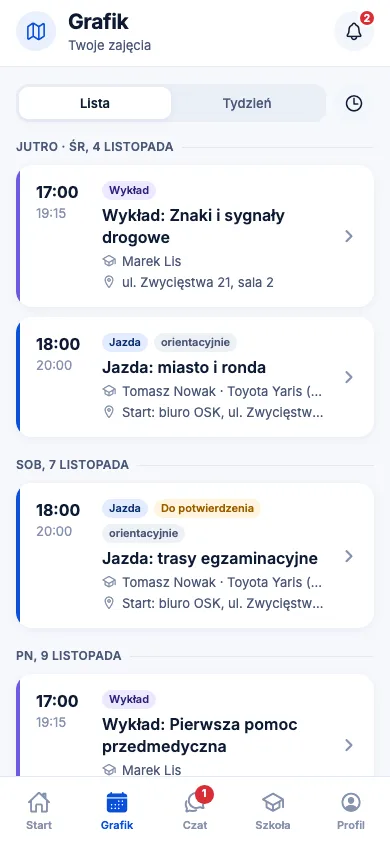 Grafik
2
Twoje zajęcia
Lista
Tydzień
JUTRO · ŚR, 4 LISTOPADA
17:00
19:15
Wykład
Wykład: Znaki i sygnały
drogowe
Marek Lis
ul. Zwycięstwa 21, sala 2
18:00
20:00
Jazda orientacyjnie
Jazda: miasto i ronda
Tomasz Nowak · Toyota Yaris (...
Start: biuro OSK, ul. Zwycięstw...
SOB, 7 LISTOPADA
18:00
20:00
Jazda Do potwierdzenia
orientacyjnie
Jazda: trasy egzaminacyjne
Tomasz Nowak · Toyota Yaris (...
Start: biuro OSK, ul. Zwycięstw...
PN, 9 LISTOPADA
17:00
19:15
Wykład
Wykład: Pierwsza pomoc
przedmedyczna
Marek Lis
1
Start
Grafik
Czat
Szkoła
Profil